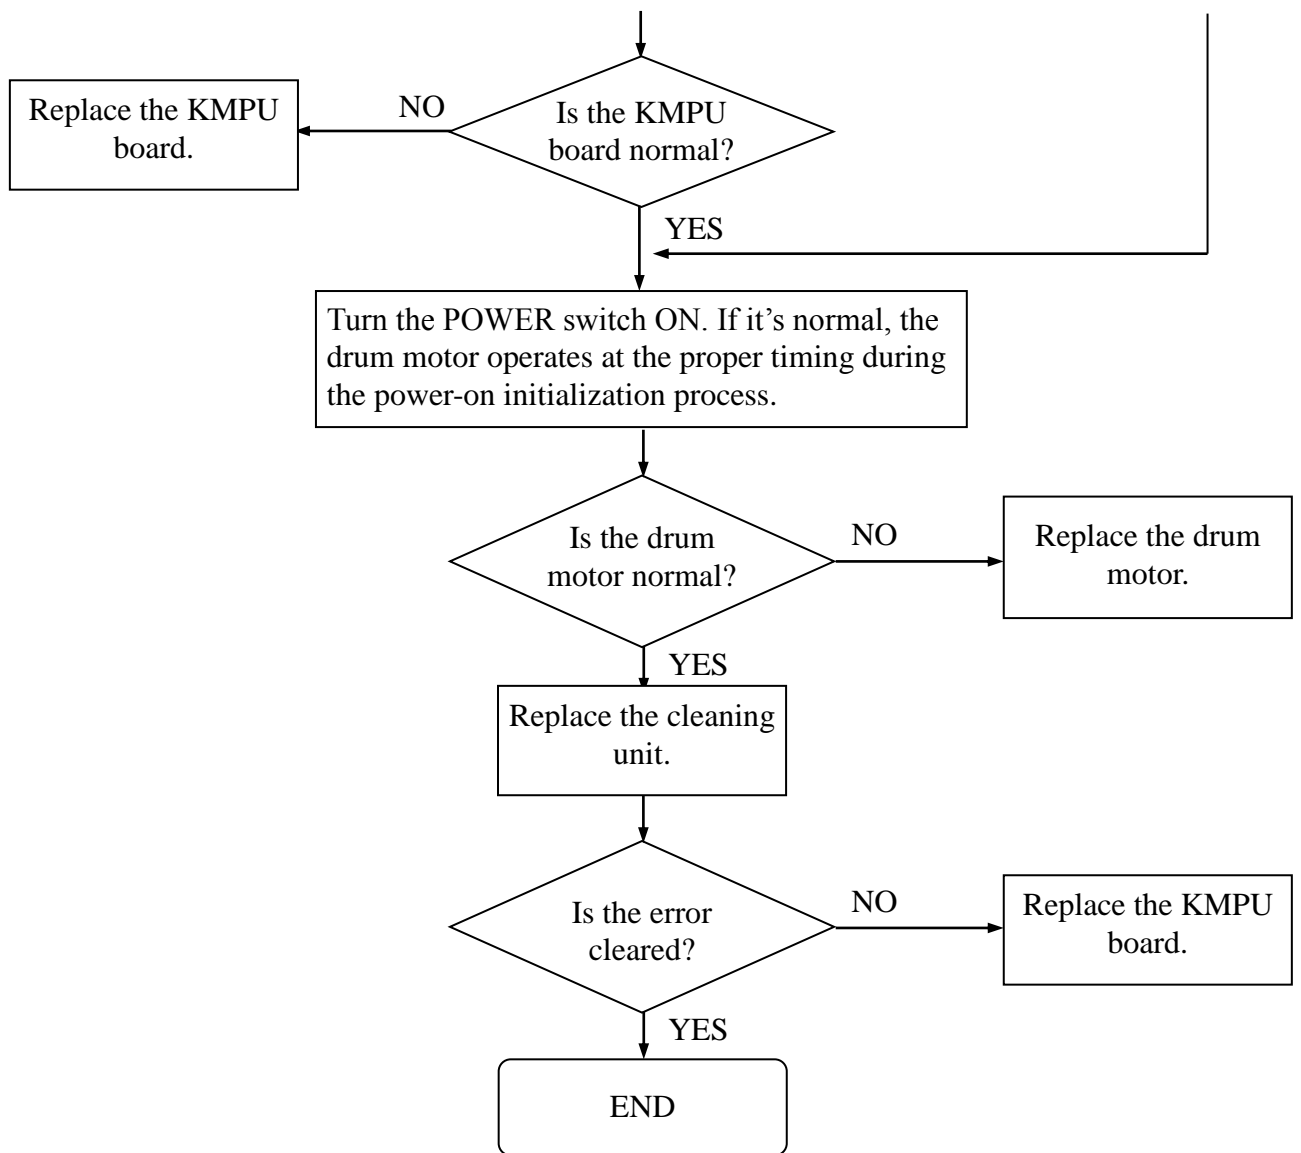 Replace the KMPU
board.
NO
Is the KMPU
board normal?
YES
Turn the POWER switch ON. If it’s normal, the
drum motor operates at the proper timing during
the power-on initialization process.
Is the drum
motor normal?
NO
Replace the drum
motor.
YES
Replace the cleaning
unit.
Is the error
cleared?
NO
Replace the KMPU
board.
YES
END